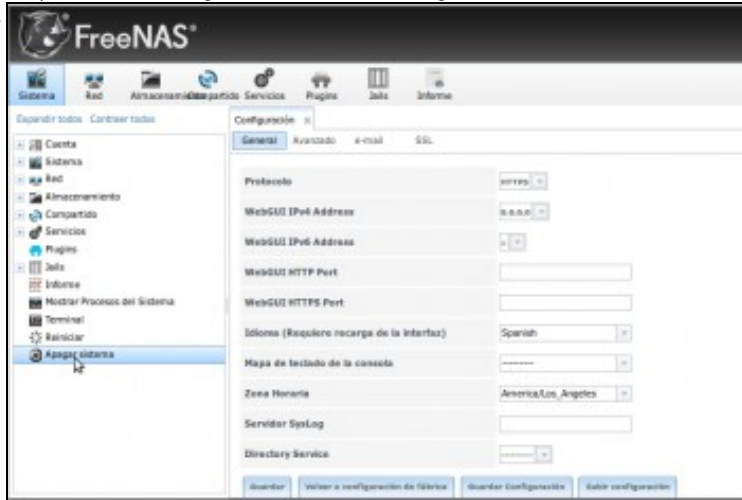 FreeNAS®
Sistema Red Almacenamiento Compartido Servicios Plugins Jails Informe
Expandir todos Contraer todos
Configuración
General Avanzado e-mail SSL
Cuenta
Sistema
Red
Almacenamiento
Compartido
Servicios
Plugins
Jails
Informe
Mostrar Procesos del Sistema
Terminal
Reiniciar
Apagar sistema
Protocolo HTTPS
WebGUI IPv4 Address 0.0.0.0
WebGUI IPv6 Address
WebGUI HTTP Port
WebGUI HTTPS Port
Idioma (Requiere recarga de la interfaz) Spanish
Mapa de teclado de la consola ---------
Zona Horaria America/Los_Angeles
Servidor SysLog
Directory Service ---------
Guardar Volver a configuración de fábrica Guardar Configuración Subir configuración